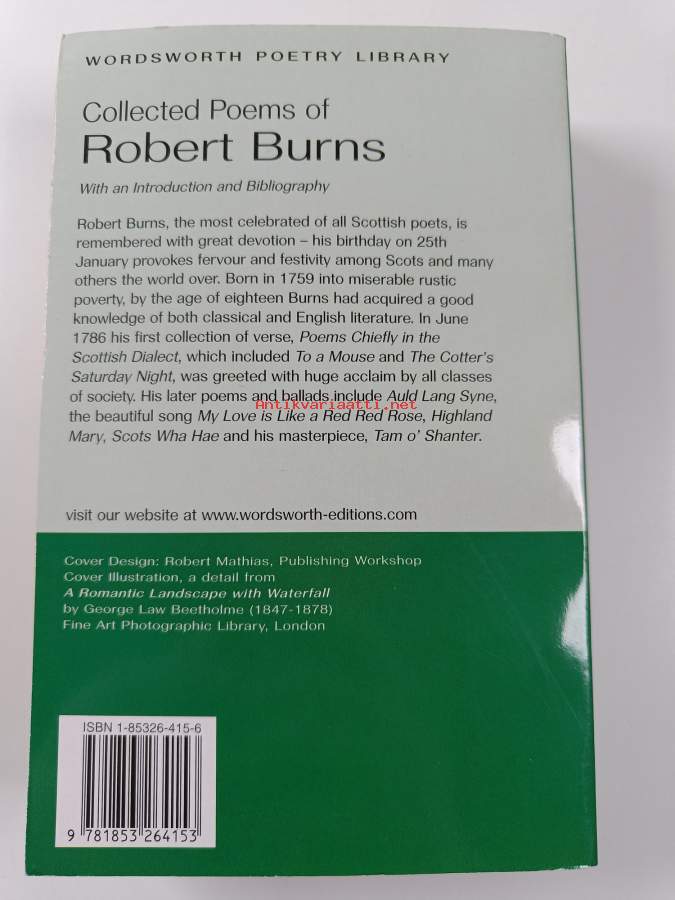 WORDSWORTH POETRY LIBRARY
Collected Poems of
Robert Burns
With an Introduction and Bibliography
Robert Burns, the most celebrated of all Scottish poets, is
remembered with great devotion – his birthday on 25th
January provokes fervour and festivity among Scots and many
others the world over. Born in 1759 into miserable rustic
poverty, by the age of eighteen Burns had acquired a good
knowledge of both classical and English literature. In June
1786 his first collection of verse, Poems Chiefly in the
Scottish Dialect, which included To a Mouse and The Cotter's
Saturday Night, was greeted with huge acclaim by all classes
of society. His later poems and ballads include Auld Lang Syne,
Antikvariaatti.net
the beautiful song My Love is Like a Red Red Rose, Highland
Mary, Scots Wha Hae and his masterpiece, Tam o' Shanter.
visit our website at www.wordsworth-editions.com
Cover Design: Robert Mathias, Publishing Workshop
Cover Illustration, a detail from
A Romantic Landscape with Waterfall
by George Law Beetholme (1847-1878)
Fine Art Photographic Library, London
ISBN 1-85326-415-6
9 781853 264153